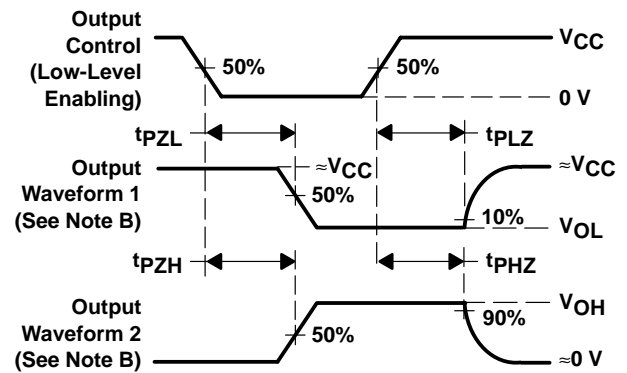 Output
Control
(Low-Level
Enabling)
50%
50%
VCC
0 V
tPZL
tPLZ
Output
Waveform 1
(See Note B)
≈VCC
50%
≈VCC
10%
VOL
tPZH
tPHZ
Output
Waveform 2
(See Note B)
50%
VOH
90%
≈0 V